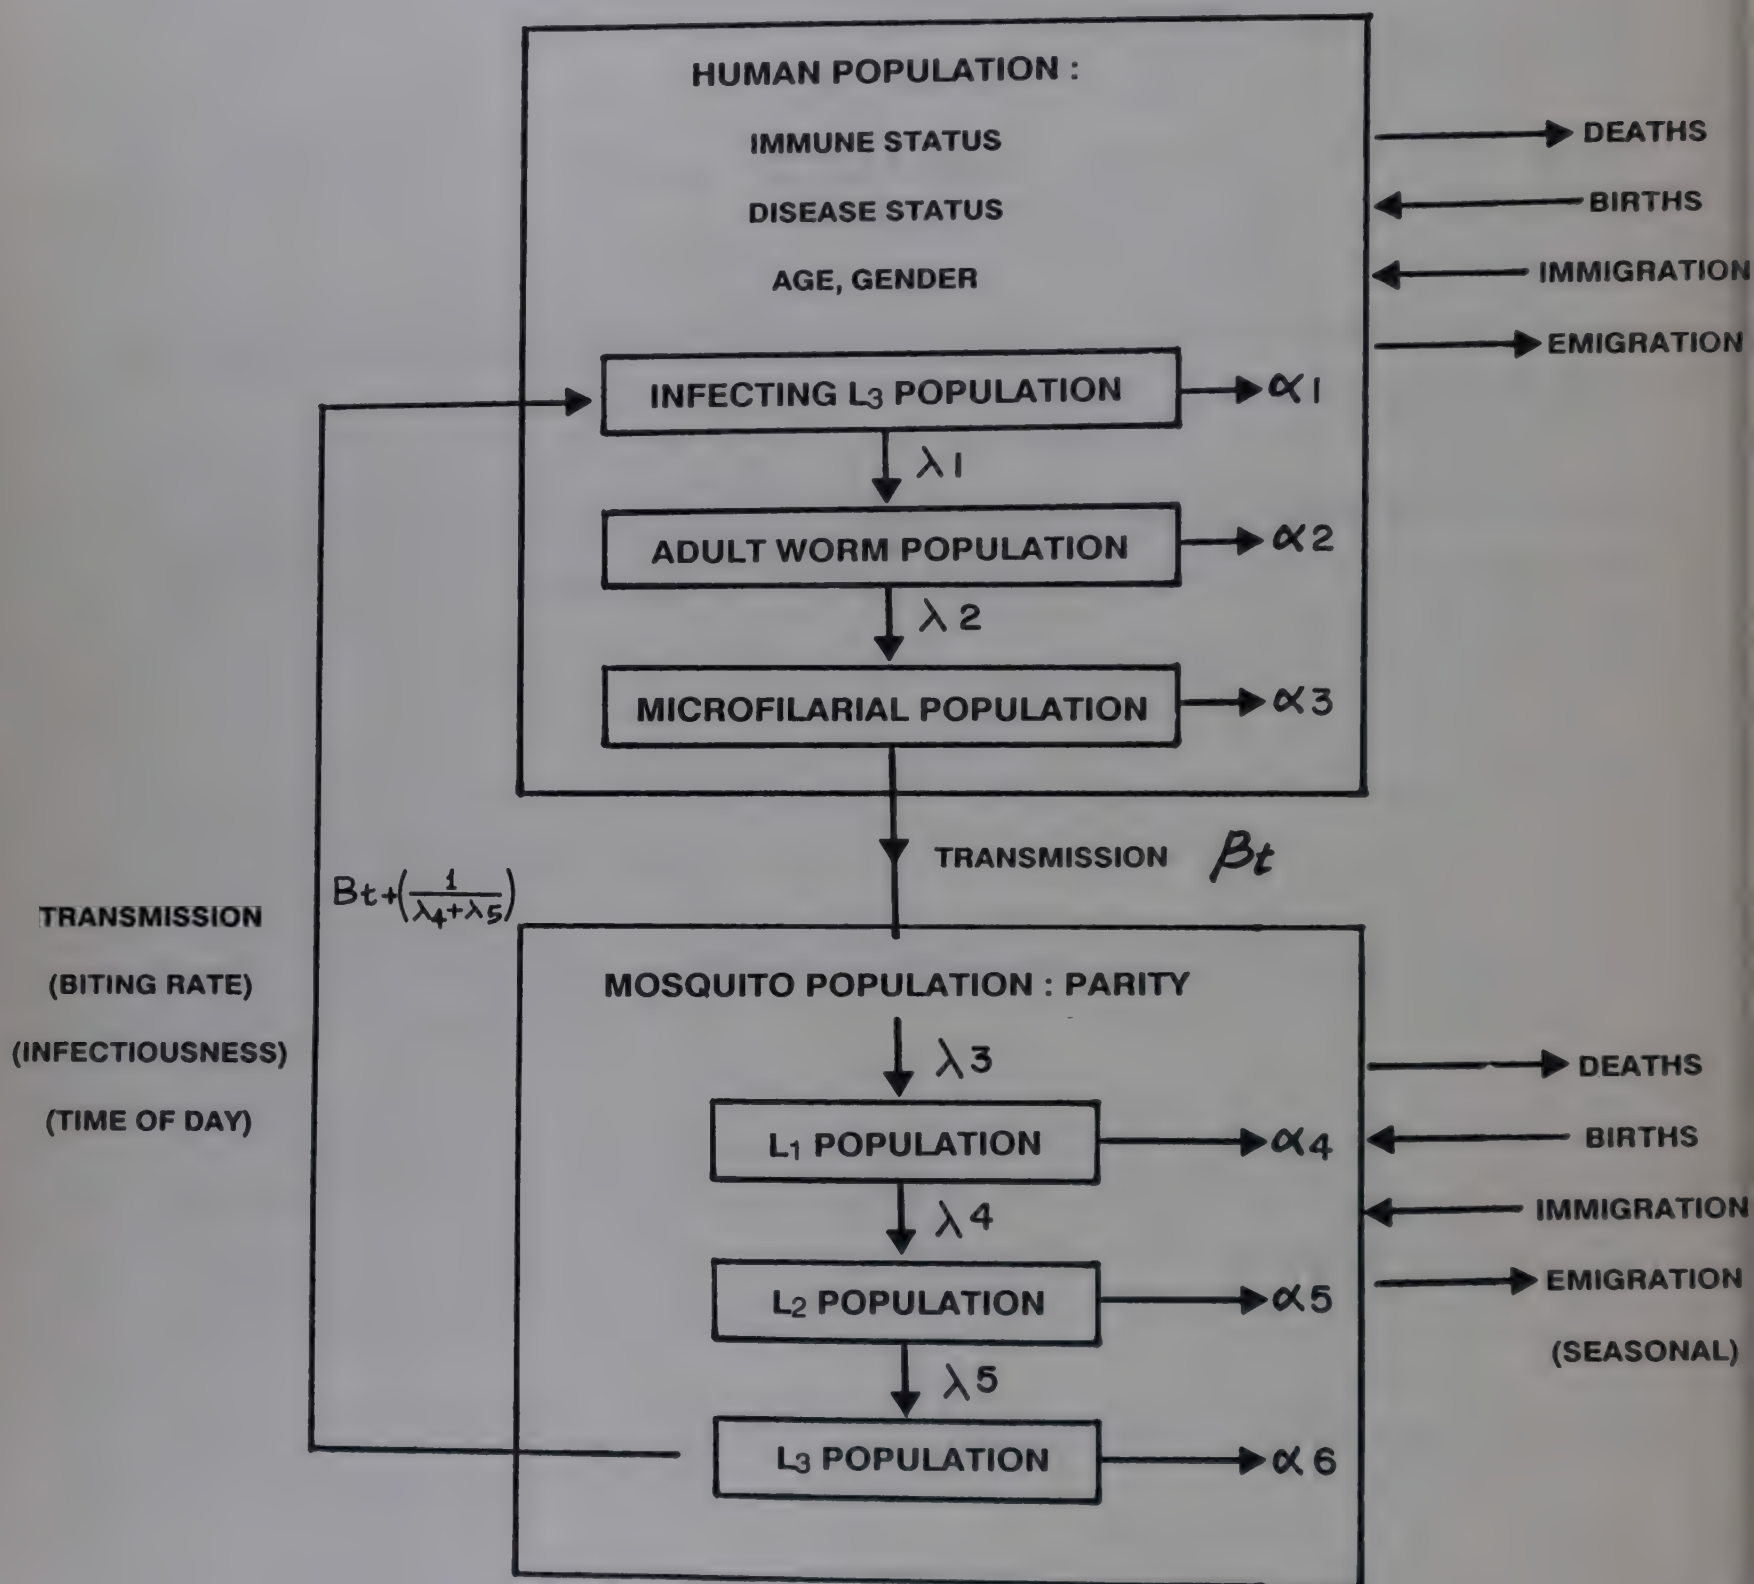 HUMAN POPULATION :
IMMUNE STATUS
DISEASE STATUS
AGE, GENDER
DEATHS
BIRTHS
IMMIGRATION
EMIGRATION
INFECTING L₃ POPULATION
α1
λ1
ADULT WORM POPULATION
α2
λ2
MICROFILARIAL POPULATION
α3
TRANSMISSION βt
Bt+(1/λ₄+λ₅)
TRANSMISSION
(BITING RATE)
(INFECTIOUSNESS)
(TIME OF DAY)
MOSQUITO POPULATION : PARITY
λ3
L₁ POPULATION
α4
λ4
L₂ POPULATION
α5
λ5
L₃ POPULATION
α6
DEATHS
BIRTHS
IMMIGRATION
EMIGRATION
(SEASONAL)